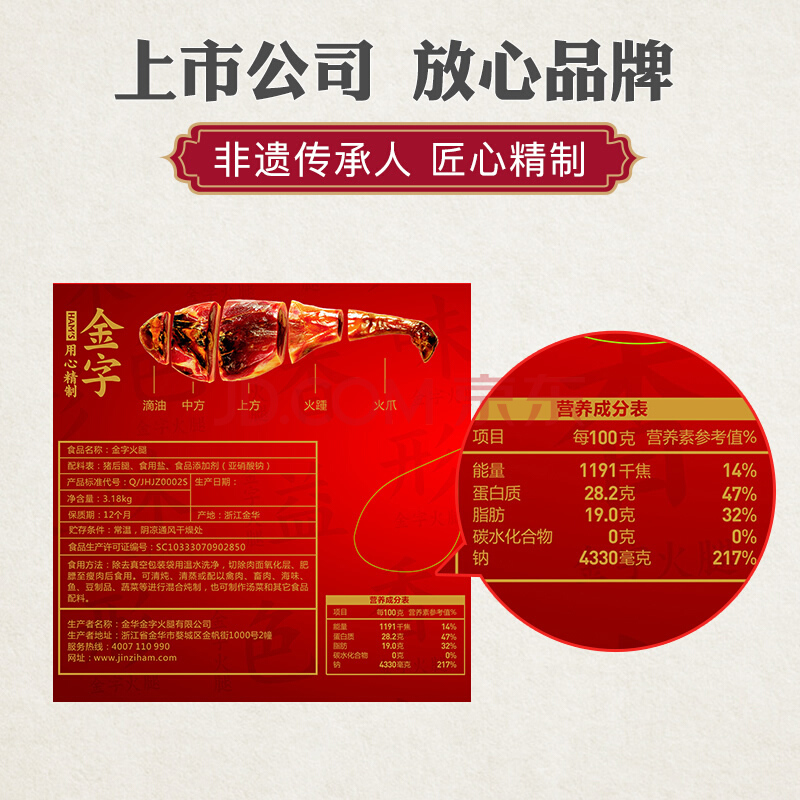 上市公司 放心品牌
非遗传承人 匠心精制
HAM'S
金字
用心精制
滴油 中方 上方 火踵 火爪
JD.COM 京东
食品名称：金字火腿
配料表：猪后腿、食用盐、食品添加剂（亚硝酸钠）
产品标准代号：Q/JHJZ0002S 生产日期：
净含量：3.18kg
保质期：12个月 产地：浙江金华
贮存条件：常温，阴凉通风干燥处
食品生产许可证编号：SC10333070902850
食用方法：除去真空包装袋用温水洗净，切除肉面氧化层、肥
膘至瘦肉后食用。可清炖、清蒸或配以禽肉、畜肉、海味、
鱼、豆制品、蔬菜等进行混合炖制，也可制作汤菜和其它食品
配料。
生产者名称：金华金字火腿有限公司
生产者地址：浙江省金华市婺城区金帆街1000号2幢
服务热线：4007 110 990
网址：www.jinziham.com
营养成分表
项目 每100克 营养素参考值%
能量 1191千焦 14%
蛋白质 28.2克 47%
脂肪 19.0克 32%
碳水化合物 0克 0%
钠 4330毫克 217%
营养成分表
项目 每100克 营养素参考值%
能量 1191千焦 14%
蛋白质 28.2克 47%
脂肪 19.0克 32%
碳水化合物 0克 0%
钠 4330毫克 217%